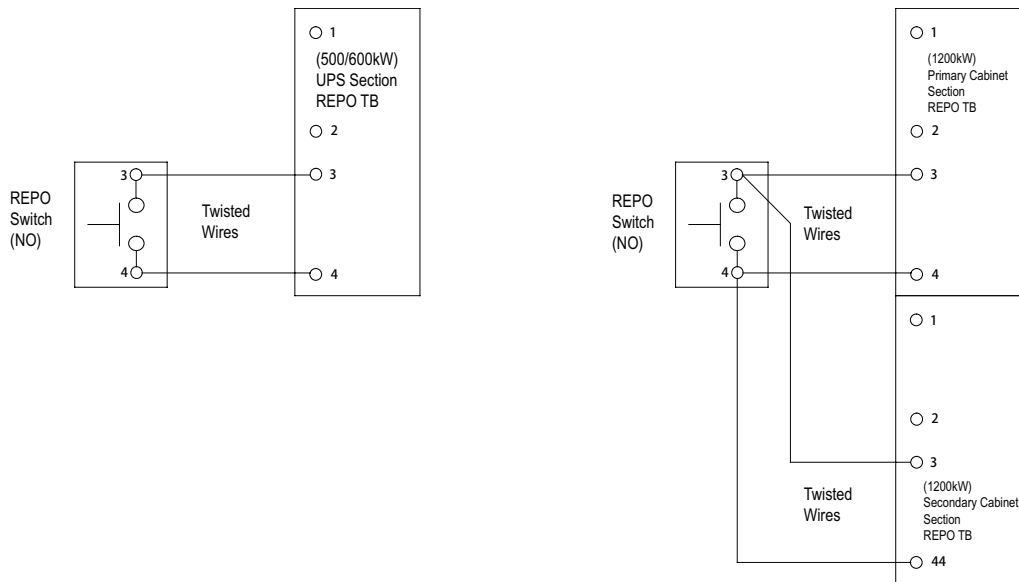 1
(500/600kW)
UPS Section
REPO TB
2
3
3
REPO
Switch
(NO)
Twisted
Wires
4
4
1
(1200kW)
Primary Cabinet
Section
REPO TB
2
3
3
REPO
Switch
(NO)
Twisted
Wires
4
4
1
2
3
(1200kW)
Secondary Cabinet
Section
REPO TB
Twisted
Wires
44